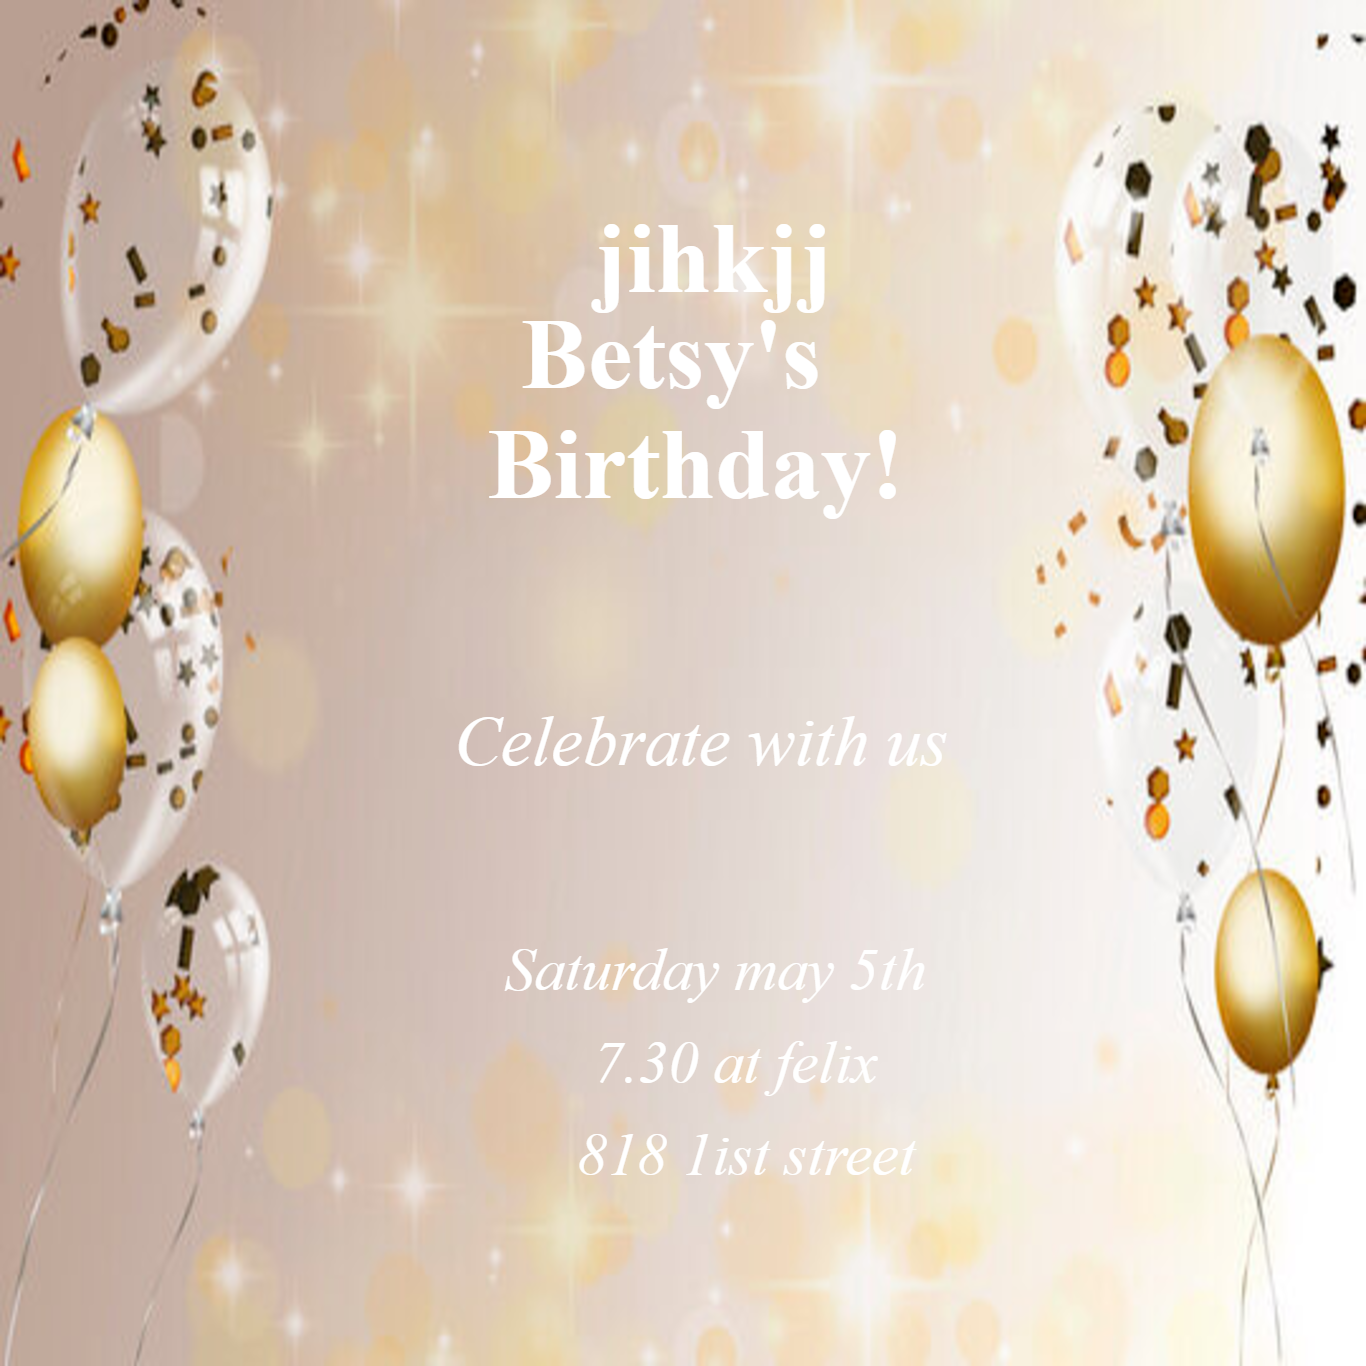 jihkjj
Betsy's
Birthday!
Celebrate with us
Saturday may 5th
7.30 at felix
818 1ist street